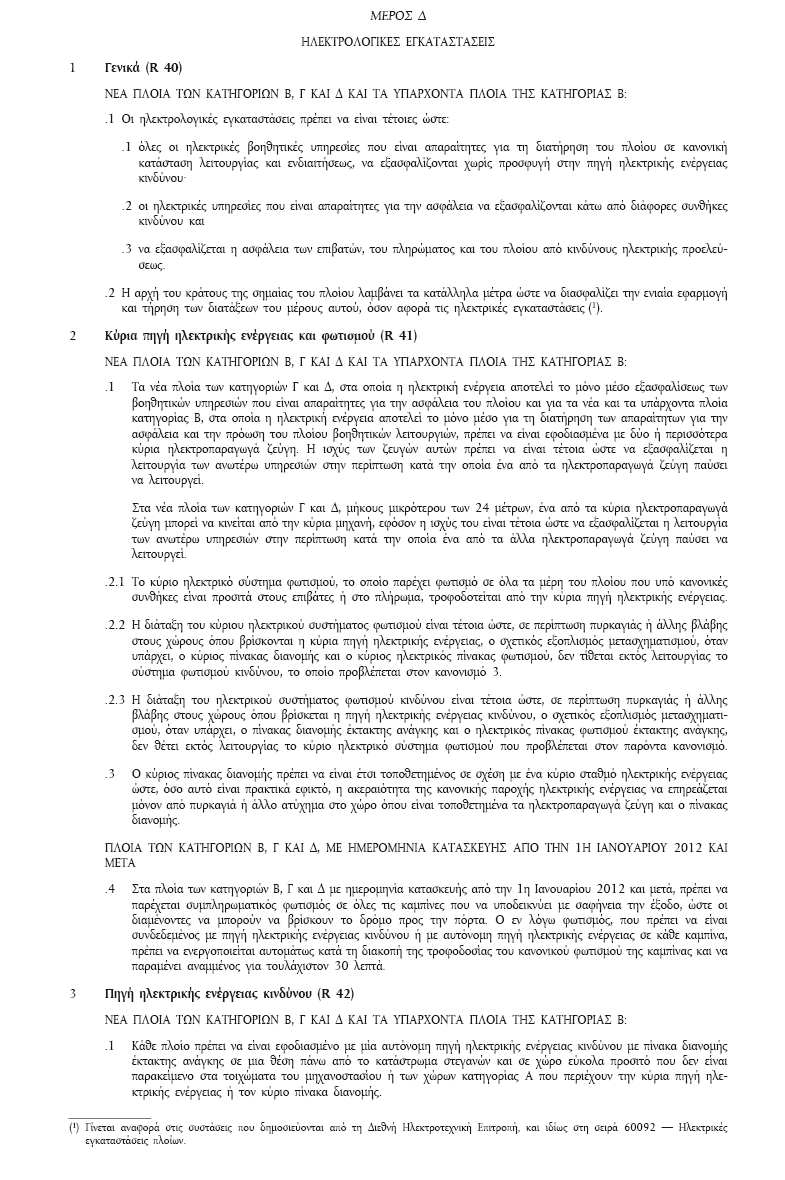 ΜΕΡΟΣ Δ
ΗΛΕΚΤΡΟΛΟΓΙΚΕΣ ΕΓΚΑΤΑΣΤΑΣΕΙΣ
1 Γενικά (R 40)
ΝΕΑ ΠΛΟΙΑ ΤΩΝ ΚΑΤΗΓΟΡΙΩΝ Β, Γ ΚΑΙ Δ ΚΑΙ ΤΑ ΥΠΑΡΧΟΝΤΑ ΠΛΟΙΑ ΤΗΣ ΚΑΤΗΓΟΡΙΑΣ Β:
.1 Οι ηλεκτρολογικές εγκαταστάσεις πρέπει να είναι τέτοιες ώστε:
.1 όλες οι ηλεκτρικές βοηθητικές υπηρεσίες που είναι απαραίτητες για τη διατήρηση του πλοίου σε κανονική
κατάσταση λειτουργίας και ενδιαιτήσεως, να εξασφαλίζονται χωρίς προσφυγή στην πηγή ηλεκτρικής ενέργειας
κινδύνου·
.2 οι ηλεκτρικές υπηρεσίες που είναι απαραίτητες για την ασφάλεια να εξασφαλίζονται κάτω από διάφορες συνθήκες
κινδύνου και
.3 να εξασφαλίζεται η ασφάλεια των επιβατών, του πληρώματος και του πλοίου από κινδύνους ηλεκτρικής προελεύ-
σεως.
.2 Η αρχή του κράτους της σημαίας του πλοίου λαμβάνει τα κατάλληλα μέτρα ώστε να διασφαλίζει την ενιαία εφαρμογή
και τήρηση των διατάξεων του μέρους αυτού, όσον αφορά τις ηλεκτρικές εγκαταστάσεις (¹).
2 Κύρια πηγή ηλεκτρικής ενέργειας και φωτισμού (R 41)
ΝΕΑ ΠΛΟΙΑ ΤΩΝ ΚΑΤΗΓΟΡΙΩΝ Β, Γ ΚΑΙ Δ ΚΑΙ ΤΑ ΥΠΑΡΧΟΝΤΑ ΠΛΟΙΑ ΤΗΣ ΚΑΤΗΓΟΡΙΑΣ Β:
.1 Τα νέα πλοία των κατηγοριών Γ και Δ, στα οποία η ηλεκτρική ενέργεια αποτελεί το μόνο μέσο εξασφαλίσεως των
βοηθητικών υπηρεσιών που είναι απαραίτητες για την ασφάλεια του πλοίου και για τα νέα και τα υπάρχοντα πλοία
κατηγορίας Β, στα οποία η ηλεκτρική ενέργεια αποτελεί το μόνο μέσο για τη διατήρηση των απαραίτητων για την
ασφάλεια και την πρόωση του πλοίου βοηθητικών λειτουργιών, πρέπει να είναι εφοδιασμένα με δύο ή περισσότερα
κύρια ηλεκτροπαραγωγά ζεύγη. Η ισχύς των ζευγών αυτών πρέπει να είναι τέτοια ώστε να εξασφαλίζεται η
λειτουργία των ανωτέρω υπηρεσιών στην περίπτωση κατά την οποία ένα από τα ηλεκτροπαραγωγά ζεύγη παύσει
να λειτουργεί.
Στα νέα πλοία των κατηγοριών Γ και Δ, μήκους μικρότερου των 24 μέτρων, ένα από τα κύρια ηλεκτροπαραγωγά
ζεύγη μπορεί να κινείται από την κύρια μηχανή, εφόσον η ισχύς του είναι τέτοια ώστε να εξασφαλίζεται η λειτουργία
των ανωτέρω υπηρεσιών στην περίπτωση κατά την οποία ένα από τα άλλα ηλεκτροπαραγωγά ζεύγη παύσει να
λειτουργεί.
.2.1 Το κύριο ηλεκτρικό σύστημα φωτισμού, το οποίο παρέχει φωτισμό σε όλα τα μέρη του πλοίου που υπό κανονικές
συνθήκες είναι προσιτά στους επιβάτες ή στο πλήρωμα, τροφοδοτείται από την κύρια πηγή ηλεκτρικής ενέργειας.
.2.2 Η διάταξη του κύριου ηλεκτρικού συστήματος φωτισμού είναι τέτοια ώστε, σε περίπτωση πυρκαγιάς ή άλλης βλάβης
στους χώρους όπου βρίσκονται η κύρια πηγή ηλεκτρικής ενέργειας, ο σχετικός εξοπλισμός μετασχηματισμού, όταν
υπάρχει, ο κύριος πίνακας διανομής και ο κύριος ηλεκτρικός πίνακας φωτισμού, δεν τίθεται εκτός λειτουργίας το
σύστημα φωτισμού κινδύνου, το οποίο προβλέπεται στον κανονισμό 3.
.2.3 Η διάταξη του ηλεκτρικού συστήματος φωτισμού κινδύνου είναι τέτοια ώστε, σε περίπτωση πυρκαγιάς ή άλλης
βλάβης στους χώρους όπου βρίσκεται η πηγή ηλεκτρικής ενέργειας κινδύνου, ο σχετικός εξοπλισμός μετασχηματι-
σμού, όταν υπάρχει, ο πίνακας διανομής έκτακτης ανάγκης και ο ηλεκτρικός πίνακας φωτισμού έκτακτης ανάγκης,
δεν θέτει εκτός λειτουργίας το κύριο ηλεκτρικό σύστημα φωτισμού που προβλέπεται στον παρόντα κανονισμό.
.3 Ο κύριος πίνακας διανομής πρέπει να είναι έτσι τοποθετημένος σε σχέση με ένα κύριο σταθμό ηλεκτρικής ενέργειας
ώστε, όσο αυτό είναι πρακτικά εφικτό, η ακεραιότητα της κανονικής παροχής ηλεκτρικής ενέργειας να επηρεάζεται
μόνον από πυρκαγιά ή άλλο ατύχημα στο χώρο όπου είναι τοποθετημένα τα ηλεκτροπαραγωγά ζεύγη και ο πίνακας
διανομής.
ΠΛΟΙΑ ΤΩΝ ΚΑΤΗΓΟΡΙΩΝ Β, Γ ΚΑΙ Δ, ΜΕ ΗΜΕΡΟΜΗΝΙΑ ΚΑΤΑΣΚΕΥΗΣ ΑΠΟ ΤΗΝ 1Η ΙΑΝΟΥΑΡΙΟΥ 2012 ΚΑΙ
ΜΕΤΑ
.4 Στα πλοία των κατηγοριών Β, Γ και Δ με ημερομηνία κατασκευής από την 1η Ιανουαρίου 2012 και μετά, πρέπει να
παρέχεται συμπληρωματικός φωτισμός σε όλες τις καμπίνες που να υποδεικνύει με σαφήνεια την έξοδο, ώστε οι
διαμένοντες να μπορούν να βρίσκουν το δρόμο προς την πόρτα. Ο εν λόγω φωτισμός, που πρέπει να είναι
συνδεδεμένος με πηγή ηλεκτρικής ενέργειας κινδύνου ή με αυτόνομη πηγή ηλεκτρικής ενέργειας σε κάθε καμπίνα,
πρέπει να ενεργοποιείται αυτομάτως κατά τη διακοπή της τροφοδοσίας του κανονικού φωτισμού της καμπίνας και να
παραμένει αναμμένος για τουλάχιστον 30 λεπτά.
3 Πηγή ηλεκτρικής ενέργειας κινδύνου (R 42)
ΝΕΑ ΠΛΟΙΑ ΤΩΝ ΚΑΤΗΓΟΡΙΩΝ Β, Γ ΚΑΙ Δ ΚΑΙ ΤΑ ΥΠΑΡΧΟΝΤΑ ΠΛΟΙΑ ΤΗΣ ΚΑΤΗΓΟΡΙΑΣ Β:
.1 Κάθε πλοίο πρέπει να είναι εφοδιασμένο με μία αυτόνομη πηγή ηλεκτρικής ενέργειας κινδύνου με πίνακα διανομής
έκτακτης ανάγκης σε μια θέση πάνω από το κατάστρωμα στεγανών και σε χώρο εύκολα προσιτό που δεν είναι
παρακείμενο στα τοιχώματα του μηχανοστασίου ή των χώρων κατηγορίας Α που περιέχουν την κύρια πηγή ηλε-
κτρικής ενέργειας ή τον κύριο πίνακα διανομής.
(¹) Γίνεται αναφορά στις συστάσεις που δημοσιεύονται από τη Διεθνή Ηλεκτροτεχνική Επιτροπή, και ιδίως στη σειρά 60092 — Ηλεκτρικές
εγκαταστάσεις πλοίων.